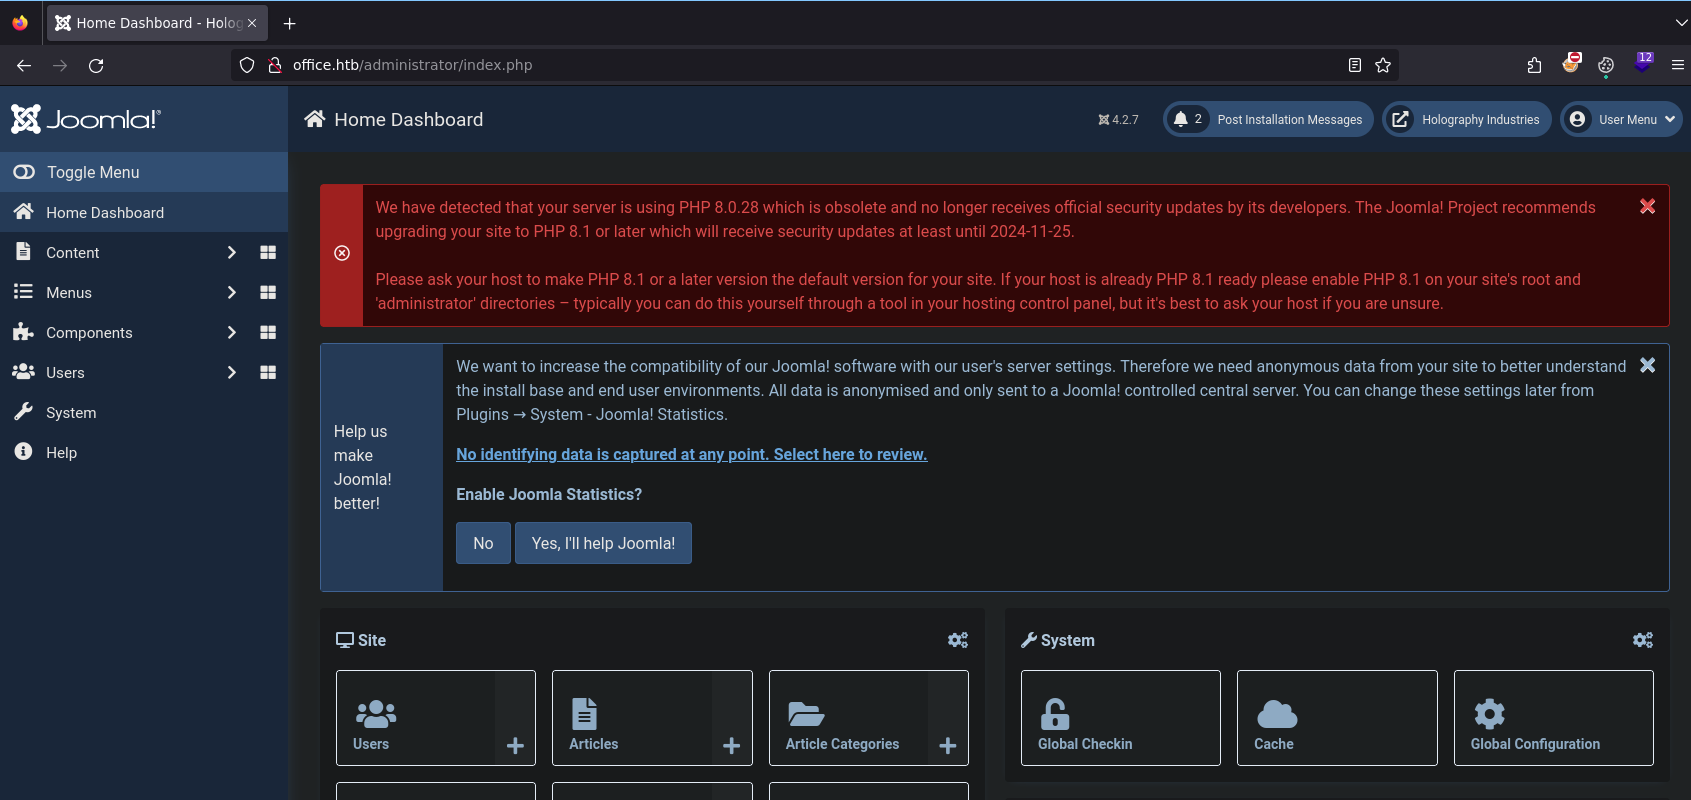 Home Dashboard - Holog
office.htb/administrator/index.php
12
Joomla!®
Home Dashboard
4.2.7
2
Post Installation Messages
Holography Industries
User Menu
Toggle Menu
Home Dashboard
Content
Menus
Components
Users
System
Help
We have detected that your server is using PHP 8.0.28 which is obsolete and no longer receives official security updates by its developers. The Joomla! Project recommends
upgrading your site to PHP 8.1 or later which will receive security updates at least until 2024-11-25.
Please ask your host to make PHP 8.1 or a later version the default version for your site. If your host is already PHP 8.1 ready please enable PHP 8.1 on your site's root and
'administrator' directories – typically you can do this yourself through a tool in your hosting control panel, but it's best to ask your host if you are unsure.
Help us
make
Joomla!
better!
We want to increase the compatibility of our Joomla! software with our user's server settings. Therefore we need anonymous data from your site to better understand
the install base and end user environments. All data is anonymised and only sent to a Joomla! controlled central server. You can change these settings later from
Plugins → System - Joomla! Statistics.
No identifying data is captured at any point. Select here to review.
Enable Joomla Statistics?
No
Yes, I'll help Joomla!
Site
Users
Articles
Article Categories
System
Global Checkin
Cache
Global Configuration